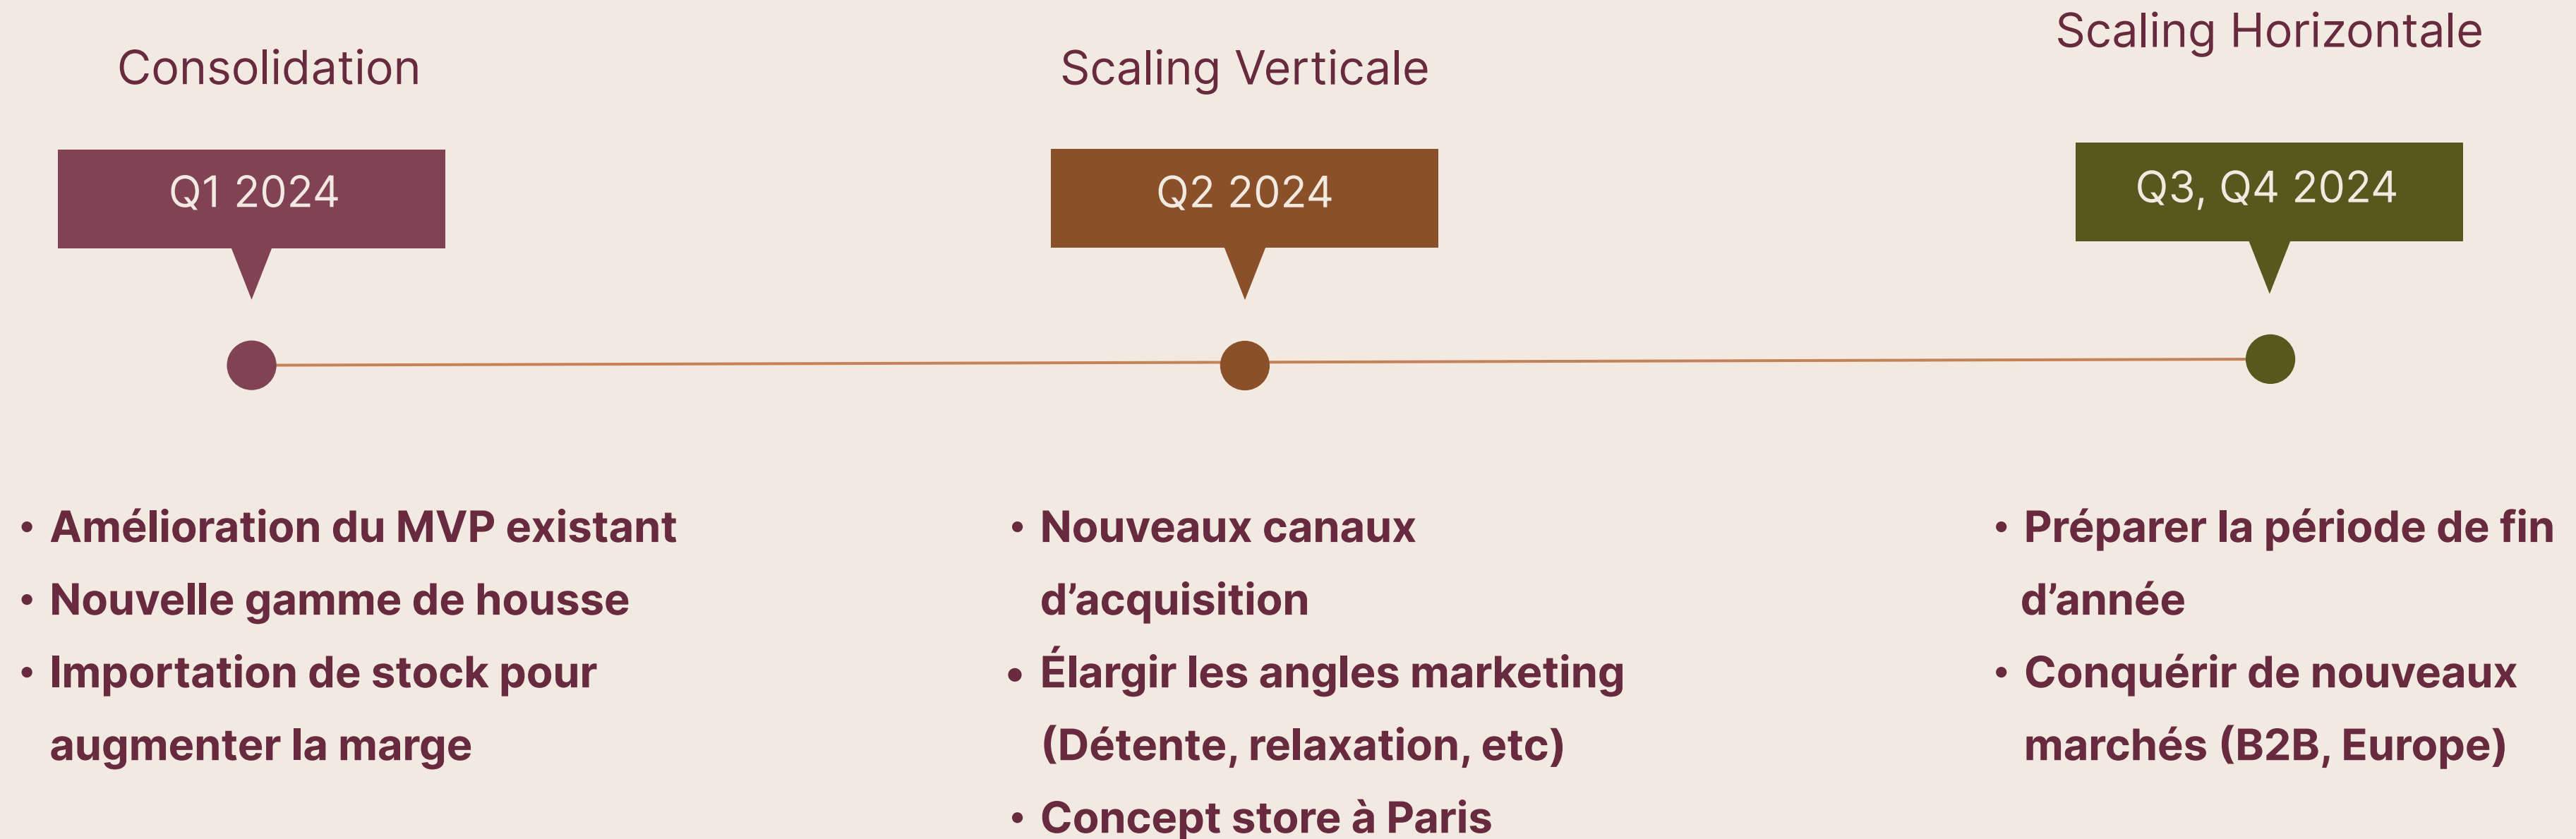 Consolidation
Q1 2024
• Amélioration du MVP existant
• Nouvelle gamme de housse
• Importation de stock pour
augmenter la marge
Scaling Verticale
Q2 2024
• Nouveaux canaux
d’acquisition
• Élargir les angles marketing
(Détente, relaxation, etc)
• Concept store à Paris
Scaling Horizontale
Q3, Q4 2024
• Préparer la période de fin
d’année
• Conquérir de nouveaux
marchés (B2B, Europe)